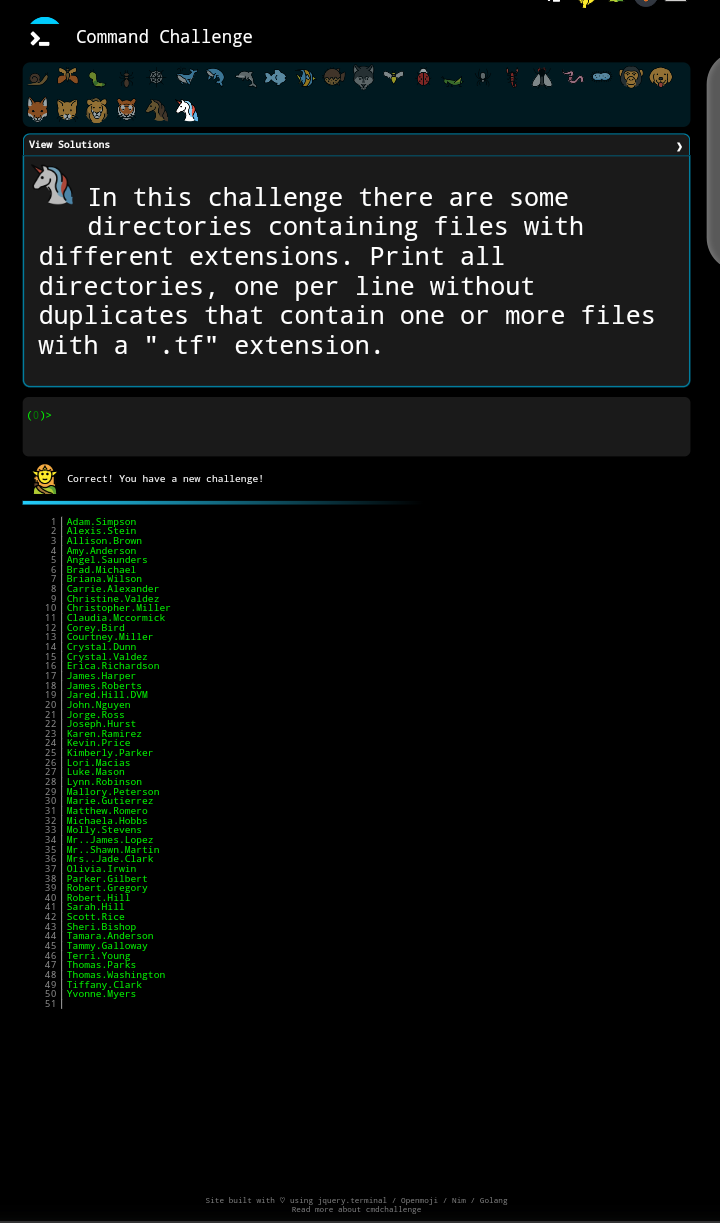 Command Challenge
View Solutions ❯
In this challenge there are some
directories containing files with
different extensions. Print all
directories, one per line without
duplicates that contain one or more files
with a ".tf" extension.
(0)>
Correct! You have a new challenge!
1 Adam.Simpson
2 Alexis.Stein
3 Allison.Brown
4 Amy.Anderson
5 Angel.Saunders
6 Brad.Michael
7 Briana.Wilson
8 Carrie.Alexander
9 Christine.Valdez
10 Christopher.Miller
11 Claudia.Mccormick
12 Corey.Bird
13 Courtney.Miller
14 Crystal.Dunn
15 Crystal.Valdez
16 Erica.Richardson
17 James.Harper
18 James.Roberts
19 Jared.Hill.DVM
20 John.Nguyen
21 Jorge.Ross
22 Joseph.Hurst
23 Karen.Ramirez
24 Kevin.Price
25 Kimberly.Parker
26 Lori.Macias
27 Luke.Mason
28 Lynn.Robinson
29 Mallory.Peterson
30 Marie.Gutierrez
31 Matthew.Romero
32 Michaela.Hobbs
33 Molly.Stevens
34 Mr..James.Lopez
35 Mr..Shawn.Martin
36 Mrs..Jade.Clark
37 Olivia.Irwin
38 Parker.Gilbert
39 Robert.Gregory
40 Robert.Hill
41 Sarah.Hill
42 Scott.Rice
43 Sheri.Bishop
44 Tamara.Anderson
45 Tammy.Galloway
46 Terri.Young
47 Thomas.Parks
48 Thomas.Washington
49 Tiffany.Clark
50 Yvonne.Myers
51
Site built with ♡ using jquery.terminal / Openmoji / Nim / Golang
Read more about cmdchallenge